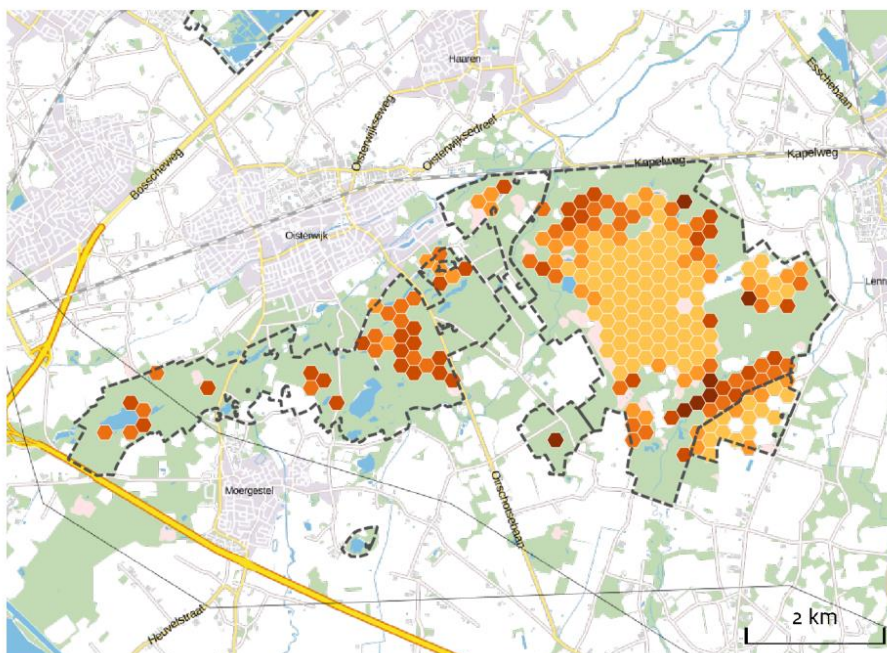 Haaren
Esschebaan
Oisterwijkseweg
Oisterwijksedreef
Kapelweg
Kapelweg
Bosscheweg
Oisterwijk
Lenn
Moergestel
Oirschotsebaan
Heuvelstraat
2 km